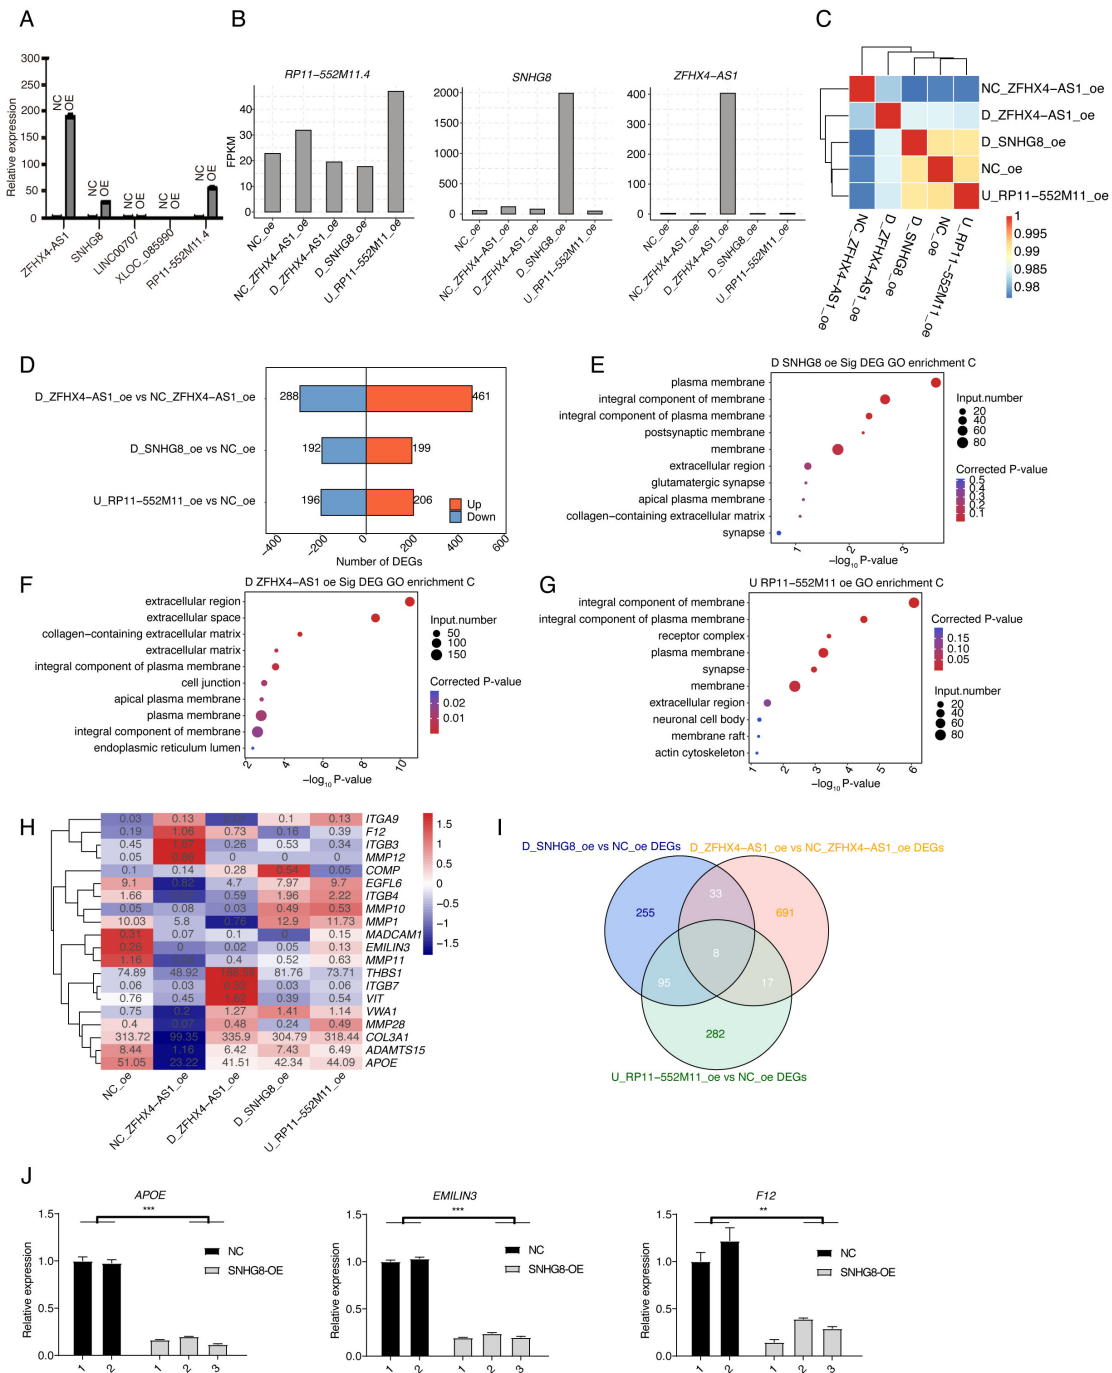 A
B
C
D
E
F
G
H
I
J
300
250
200
150
100
50
0
Relative expression
NC
OE
NC
OE
NC
OE
NC
OE
NC
OE
ZFHX4−AS1
SNHG8
LINC00707
XLOC_085990
RP11-552M11.4
RP11−552M11.4
FPKM
40
30
20
10
0
NC_oe
NC_ZFHX4−AS1_oe
D_ZFHX4−AS1_oe
D_SNHG8_oe
U_RP11−552M11_oe
SNHG8
2000
1500
1000
500
0
NC_oe
NC_ZFHX4−AS1_oe
D_ZFHX4−AS1_oe
D_SNHG8_oe
U_RP11−552M11_oe
ZFHX4−AS1
400
300
200
100
0
NC_oe
NC_ZFHX4−AS1_oe
D_ZFHX4−AS1_oe
D_SNHG8_oe
U_RP11−552M11_oe
NC_ZFHX4−AS1_oe
D_ZFHX4−AS1_oe
D_SNHG8_oe
NC_oe
U_RP11−552M11_oe
NC_ZFHX4−AS1_oe
D_ZFHX4−AS1_oe
D_SNHG8_oe
NC_oe
U_RP11−552M11_oe
1
0.995
0.99
0.985
0.98
D_ZFHX4−AS1_oe vs NC_ZFHX4−AS1_oe
288
461
D_SNHG8_oe vs NC_oe
192
199
U_RP11−552M11_oe vs NC_oe
196
206
Up
Down
−400
−200
0
200
400
600
Number of DEGs
D SNHG8 oe Sig DEG GO enrichment C
plasma membrane
integral component of membrane
integral component of plasma membrane
postsynaptic membrane
membrane
extracellular region
glutamatergic synapse
apical plasma membrane
collagen−containing extracellular matrix
synapse
1
2
3
−log10 P−value
Input.number
20
40
60
80
Corrected P−value
0.5
0.4
0.3
0.2
0.1
D ZFHX4−AS1 oe Sig DEG GO enrichment C
extracellular region
extracellular space
collagen−containing extracellular matrix
extracellular matrix
integral component of plasma membrane
cell junction
apical plasma membrane
plasma membrane
integral component of membrane
endoplasmic reticulum lumen
2
4
6
8
10
−log10 P−value
Input.number
50
100
150
Corrected P−value
0.02
0.01
U RP11−552M11 oe GO enrichment C
integral component of membrane
integral component of plasma membrane
receptor complex
plasma membrane
synapse
membrane
extracellular region
neuronal cell body
membrane raft
actin cytoskeleton
1
2
3
4
5
6
−log10 P−value
Corrected P−value
0.15
0.10
0.05
Input.number
20
40
60
80
0.03 0.13 0.1 0.13 ITGA9
0.19 1.06 0.73 0.16 0.39 F12
0.45 1.67 0.26 0.53 0.34 ITGB3
0.05 0.86 0 0 0 MMP12
0.1 0.14 0.28 0.54 0.05 COMP
9.1 0.82 4.7 7.97 9.7 EGFL6
1.66 0.59 1.96 2.22 ITGB4
0.05 0.08 0.03 0.49 0.53 MMP10
10.03 5.8 0.76 12.9 11.73 MMP1
0.31 0.07 0.1 0 0.15 MADCAM1
0.26 0 0.02 0.05 0.13 EMILIN3
1.16 0.4 0.52 0.63 MMP11
74.89 48.92 81.76 73.71 THBS1
0.06 0.03 0.32 0.03 0.06 ITGB7
0.76 0.45 1.62 0.39 0.54 VIT
0.75 0.2 1.27 1.41 1.14 VWA1
0.4 0.07 0.48 0.24 0.49 MMP28
313.72 99.35 335.9 304.79 318.44 COL3A1
8.44 1.16 6.42 7.43 6.49 ADAMTS15
51.05 23.22 41.51 42.34 44.09 APOE
NC_oe
NC_ZFHX4−AS1_oe
D_ZFHX4−AS1_oe
D_SNHG8_oe
U_RP11−552M11_oe
1.5
1
0.5
0
−0.5
−1
−1.5
D_SNHG8_oe vs NC_oe DEGs
D_ZFHX4−AS1_oe vs NC_ZFHX4−AS1_oe DEGs
255
33
691
8
95
17
282
U_RP11−552M11_oe vs NC_oe DEGs
APOE
***
1.5
1.0
0.5
0.0
Relative expression
NC
SNHG8-OE
1
2
1
2
3
EMILIN3
***
1.5
1.0
0.5
0.0
Relative expression
NC
SNHG8-OE
1
2
1
2
3
F12
**
1.5
1.0
0.5
0.0
Relative expression
NC
SNHG8-OE
1
2
1
2
3